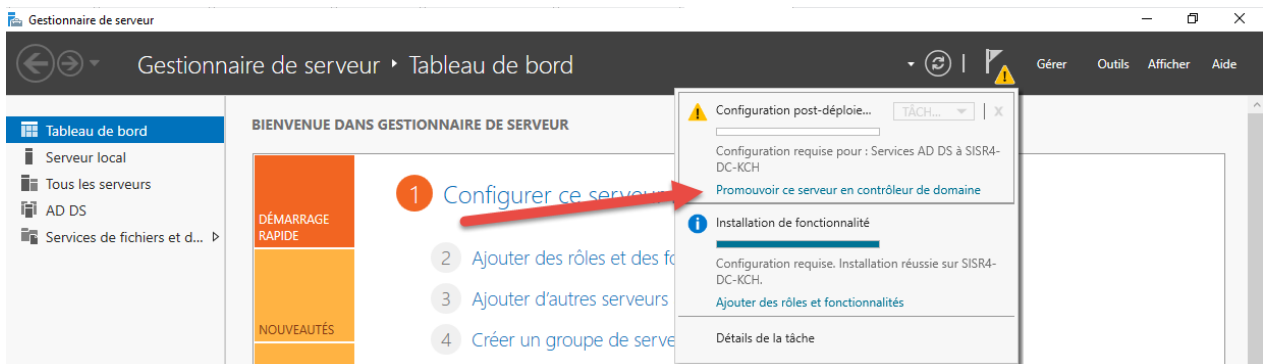 Gestionnaire de serveur
Gestionnaire de serveur • Tableau de bord
Gérer Outils Afficher Aide
Tableau de bord
Serveur local
Tous les serveurs
AD DS
Services de fichiers et d...
BIENVENUE DANS GESTIONNAIRE DE SERVEUR
DÉMARRAGE
RAPIDE
NOUVEAUTÉS
1 Configurer ce serveur
2 Ajouter des rôles et des fo
3 Ajouter d'autres serveurs
4 Créer un groupe de serve
Configuration post-déploie... TÂCH... X
Configuration requise pour : Services AD DS à SISR4-
DC-KCH
Promouvoir ce serveur en contrôleur de domaine
Installation de fonctionnalité
Configuration requise. Installation réussie sur SISR4-
DC-KCH.
Ajouter des rôles et fonctionnalités
Détails de la tâche